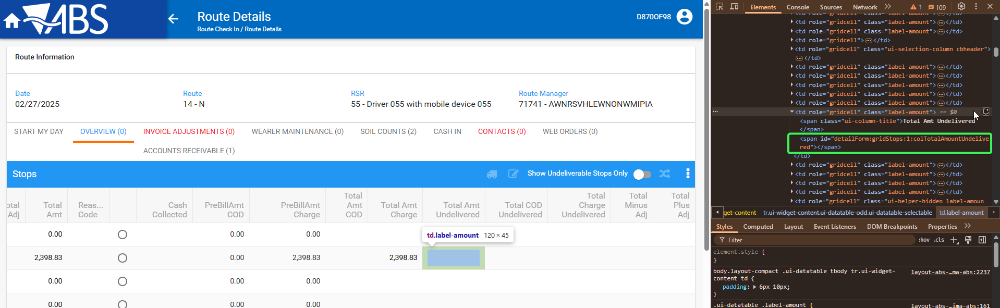 ABS
Route Details
Route Check In / Route Details
D870OF98
Route Information
Date
02/27/2025
Route
14 - N
RSR
55 - Driver 055 with mobile device 055
Route Manager
71741 - AWNRSVHLEWNONWMIPIA
START MY DAY
OVERVIEW (0)
INVOICE ADJUSTMENTS (0)
WEARER MAINTENANCE (0)
SOIL COUNTS (2)
CASH IN
CONTACTS (0)
WEB ORDERS (0)
ACCOUNTS RECEIVABLE (1)
Stops
Show Undeliverable Stops Only
otal Adj
Total Amt
Reas... Code
Cash Collected
PreBillAmt COD
PreBillAmt Charge
Total Amt COD
Total Amt Charge
Total Amt Undelivered
Total COD Undelivered
Total Charge Undelivered
Total Minus Adj
Total Plus Adj
0.00 0.00 0.00
td.label-amount 120 × 45
2,398.83 0.00 2,398.83 2,398.83
0.00 0.00 0.00
0.00 0.00 0.00
Elements Console Sources Network 1 109
<td role="gridcell" class="label-amount"> … </td>
<td role="gridcell" class="label-amount"> … </td>
<td role="gridcell" class="label-amount"> … </td>
<td role="gridcell"> … </td>
<td role="gridcell" class="ui-selection-column cbheader">
… </td>
<td role="gridcell" class="label-amount"> … </td>
<td role="gridcell" class="label-amount"> … </td>
<td role="gridcell" class="label-amount"> … </td>
<td role="gridcell" class="label-amount"> … </td>
<td role="gridcell" class="label-amount"> … </td>
<td role="gridcell" class="label-amount"> == $0
<span class="ui-column-title">Total Amt Undelivered
</span>
<span id="detailForm:gridStops:1:colTotalAmountUndelive
red"></span>
</td>
<td role="gridcell" class="label-amount"> … </td>
<td role="gridcell" class="label-amount"> … </td>
<td role="gridcell" class="label-amount"> … </td>
<td role="gridcell" class="label-amount"> … </td>
<td role="gridcell" class="ui-helper-hidden label-amoun
get-content tr.ui-widget-content.ui-datatable-odd.ui-datatable-selectable td.label-amount
Styles Computed Layout Event Listeners DOM Breakpoints Properties
Filter :hov .cls
element.style {
}
body.layout-compact .ui-datatable tbody tr.ui-widget- layout-abs-…ma-abs:2237
content td {
padding: 6px 10px;
}
.ui-datatable .label-amount { layout-abs-…ima-abs:161